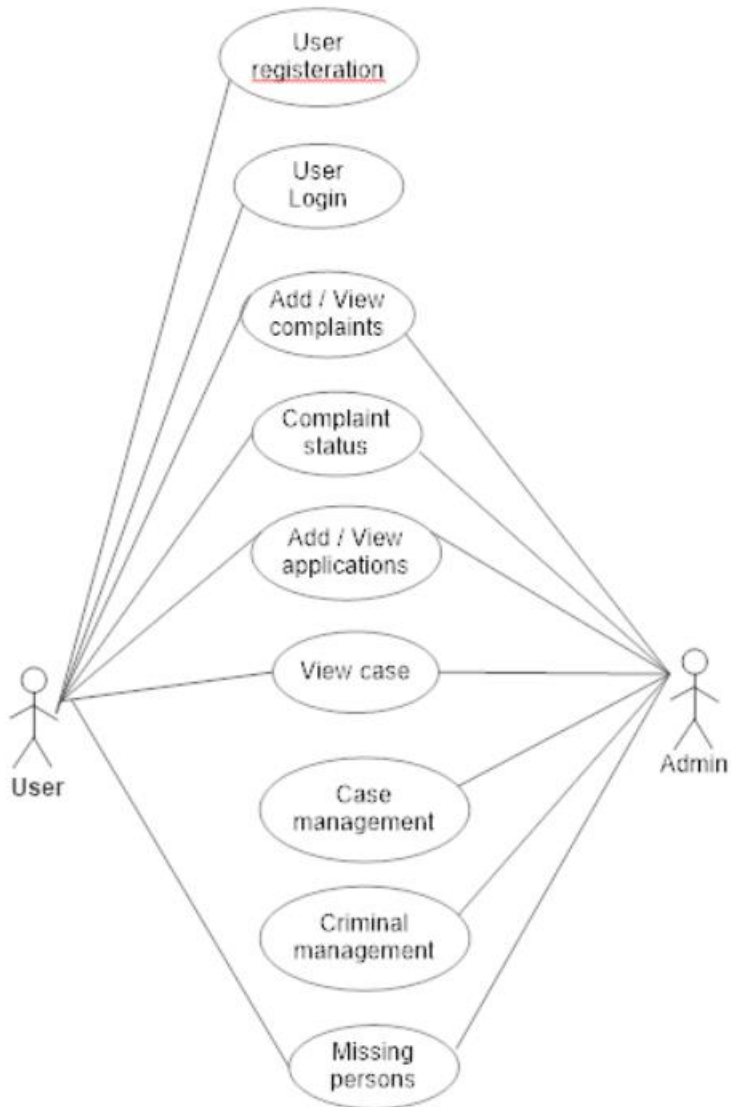 User
registeration
User
Login
Add / View
complaints
Complaint
status
Add / View
applications
View case
User
Admin
Case
management
Criminal
management
Missing
persons